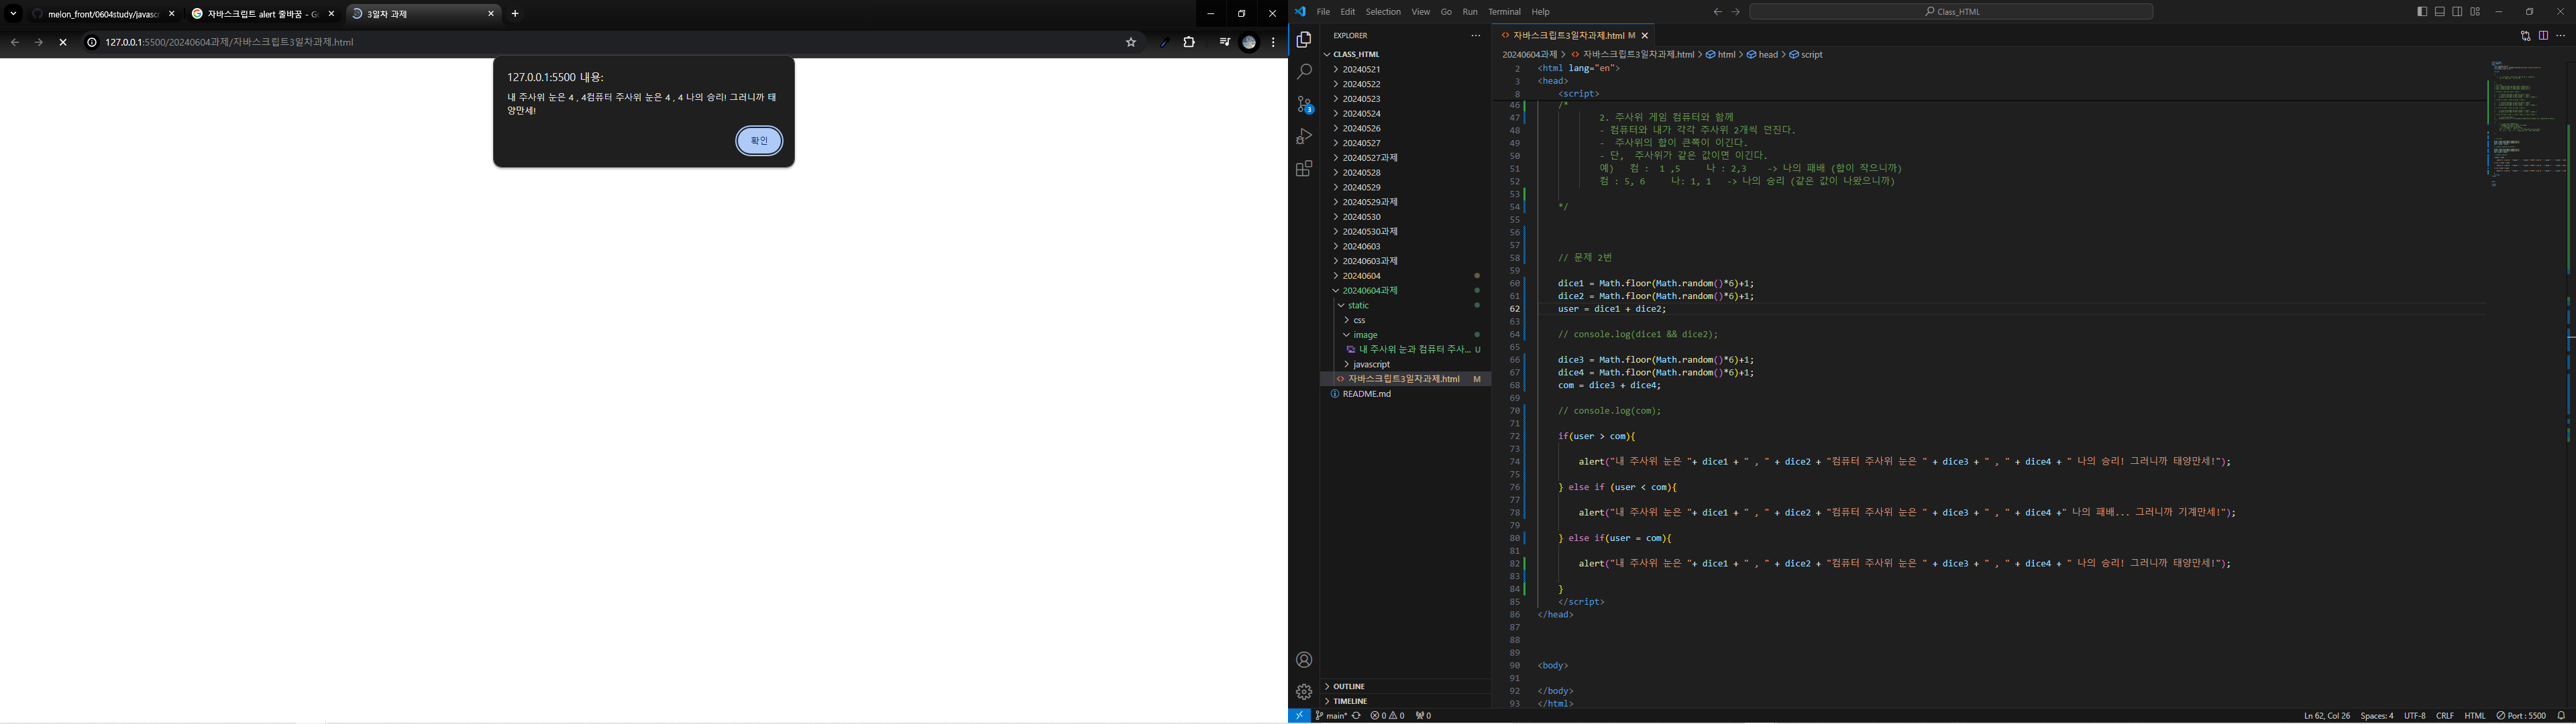 melon_front/0604study/javascr
자바스크립트 alert 줄바꿈 - Go
3일차 과제
127.0.0.1:5500/20240604과제/자바스크립트3일차과제.html
127.0.0.1:5500 내용:
내 주사위 눈은 4 , 4컴퓨터 주사위 눈은 4 , 4 나의 승리! 그러니까 태
양만세!
확인
File Edit Selection View Go Run Terminal Help
Class_HTML
EXPLORER
CLASS_HTML
20240521
20240522
20240523
20240524
20240526
20240527
20240527과제
20240528
20240529
20240529과제
20240530
20240530과제
20240603
20240603과제
20240604
20240604과제
static
css
image
내 주사위 눈과 컴퓨터 주사... U
javascript
자바스크립트3일차과제.html M
README.md
OUTLINE
TIMELINE
3
자바스크립트3일차과제.html M
20240604과제 > 자바스크립트3일차과제.html > html > head > script
2 <html lang="en">
3 <head>
8 <script>
46 /*
47 2. 주사위 게임 컴퓨터와 함께
48 - 컴퓨터와 내가 각각 주사위 2개씩 던진다.
49 -  주사위의 합이 큰쪽이 이긴다.
50 - 단,  주사위가 같은 값이면 이긴다.
51 예)   컴 :  1 ,5     나 : 2,3    -> 나의 패배 (합이 작으니까)
52 컴 : 5, 6     나: 1, 1   -> 나의 승리 (같은 값이 나왔으니까)
53
54 */
55
56
57
58 // 문제 2번
59
60 dice1 = Math.floor(Math.random()*6)+1;
61 dice2 = Math.floor(Math.random()*6)+1;
62 user = dice1 + dice2;
63
64 // console.log(dice1 && dice2);
65
66 dice3 = Math.floor(Math.random()*6)+1;
67 dice4 = Math.floor(Math.random()*6)+1;
68 com = dice3 + dice4;
69
70 // console.log(com);
71
72 if(user > com){
73
74 alert("내 주사위 눈은 "+ dice1 + " , " + dice2 + "컴퓨터 주사위 눈은 " + dice3 + " , " + dice4 + " 나의 승리! 그러니까 태양만세!");
75
76 } else if (user < com){
77
78 alert("내 주사위 눈은 "+ dice1 + " , " + dice2 + "컴퓨터 주사위 눈은 " + dice3 + " , " + dice4 +" 나의 패배... 그러니까 기계만세!");
79
80 } else if(user = com){
81
82 alert("내 주사위 눈은 "+ dice1 + " , " + dice2 + "컴퓨터 주사위 눈은 " + dice3 + " , " + dice4 + " 나의 승리! 그러니까 태양만세!");
83
84 }
85 </script>
86 </head>
87
88
89
90 <body>
91
92 </body>
93 </html>
main* 0 0 0
Ln 62, Col 26 Spaces: 4 UTF-8 CRLF HTML Port : 5500